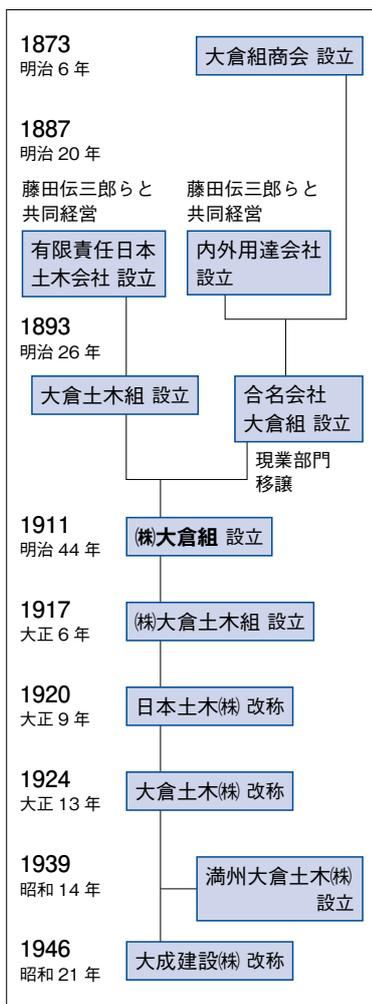 1873
明治 6 年
大倉組商会 設立
1887
明治 20 年
藤田伝三郎らと
共同経営
有限責任日本
土木会社 設立
藤田伝三郎らと
共同経営
内外用達会社
設立
1893
明治 26 年
大倉土木組 設立
合名会社
大倉組 設立
現業部門
移譲
1911
明治 44 年
㈱大倉組 設立
1917
大正 6 年
㈱大倉土木組 設立
1920
大正 9 年
日本土木㈱ 改称
1924
大正 13 年
大倉土木㈱ 改称
1939
昭和 14 年
満州大倉土木㈱
設立
1946
昭和 21 年
大成建設㈱ 改称